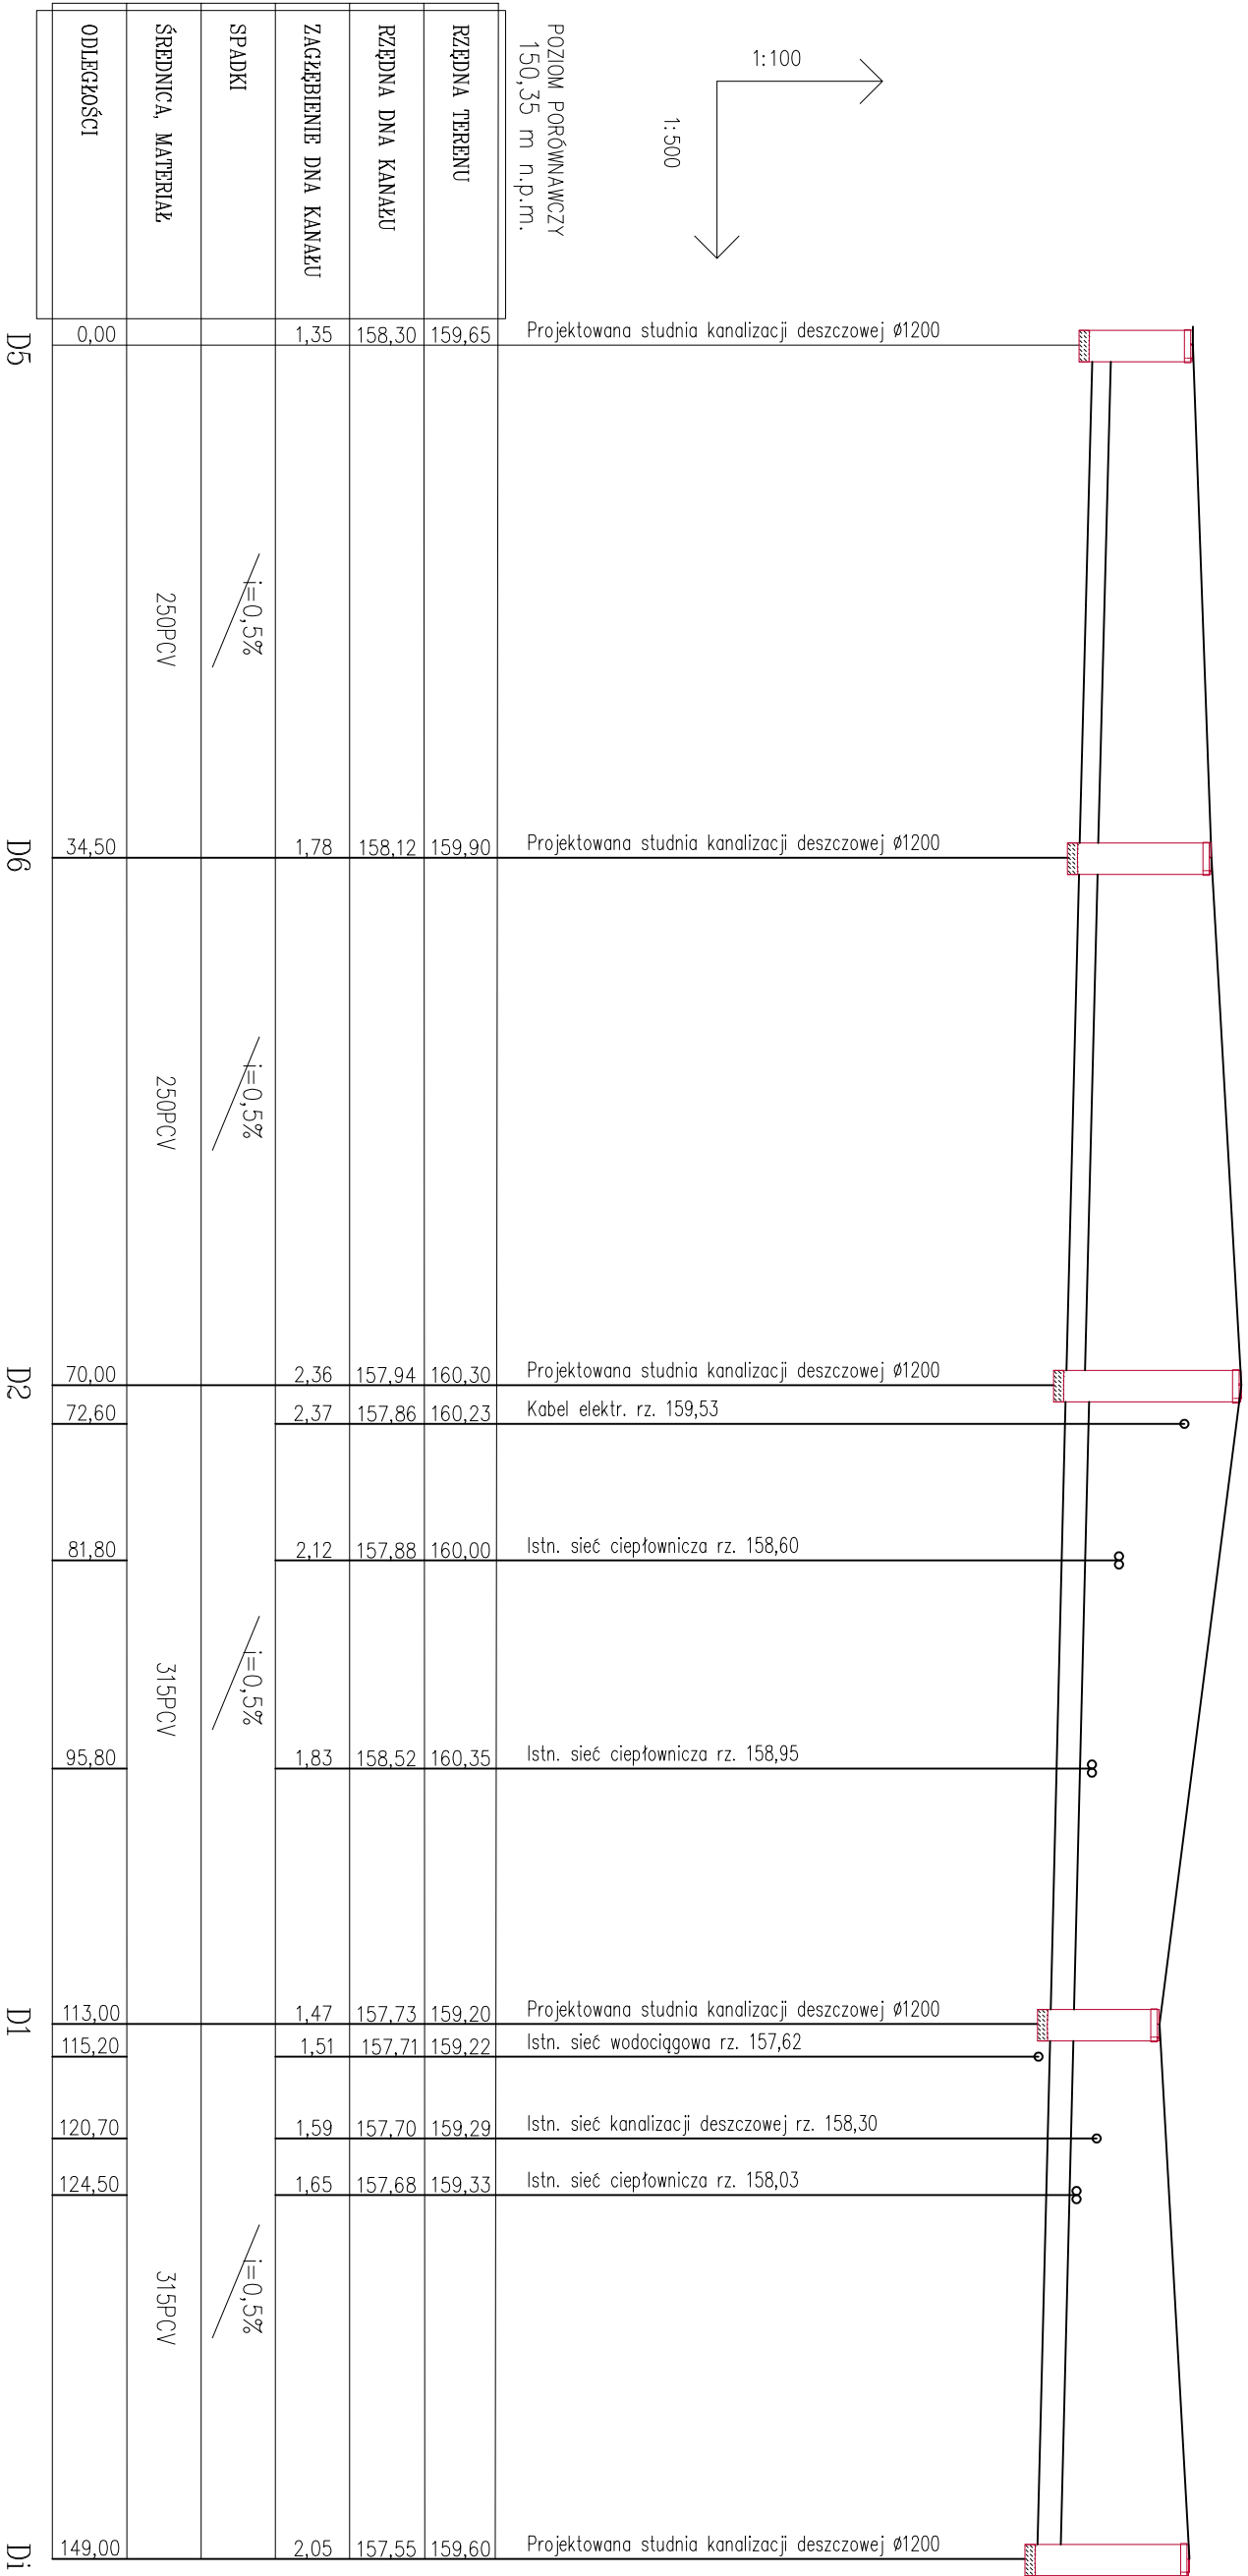 1:100
1:500
POZIOM PORÓWNAWCZY
150,35 m n.p.m.
Projektowana studnia kanalizacji deszczowej ø1200
Projektowana studnia kanalizacji deszczowej ø1200
Projektowana studnia kanalizacji deszczowej ø1200
Kabel elektr. rz. 159,53
Istn. sieć ciepłownicza rz. 158,60
Istn. sieć ciepłownicza rz. 158,95
Projektowana studnia kanalizacji deszczowej ø1200
Istn. sieć wodociągowa rz. 157,62
Istn. sieć kanalizacji deszczowej rz. 158,30
Istn. sieć ciepłownicza rz. 158,03
Projektowana studnia kanalizacji deszczowej ø1200
RZĘDNA TERENU 159,65 159,90 160,30 160,23 160,00 160,35 159,20 159,22 159,29 159,33 159,60
RZĘDNA DNA KANAŁU 158,30 158,12 157,94 157,86 157,88 158,52 157,73 157,71 157,70 157,68 157,55
ZAGŁĘBIENIE DNA KANAŁU 1,35 1,78 2,36 2,37 2,12 1,83 1,47 1,51 1,59 1,65 2,05
SPADKI i=0,5% i=0,5% i=0,5% i=0,5%
ŚREDNICA, MATERIAŁ 250PCV 250PCV 315PCV 315PCV
ODLEGŁOŚCI 0,00 34,50 70,00 72,60 81,80 95,80 113,00 115,20 120,70 124,50 149,00
D5 D6 D2 D1 Di